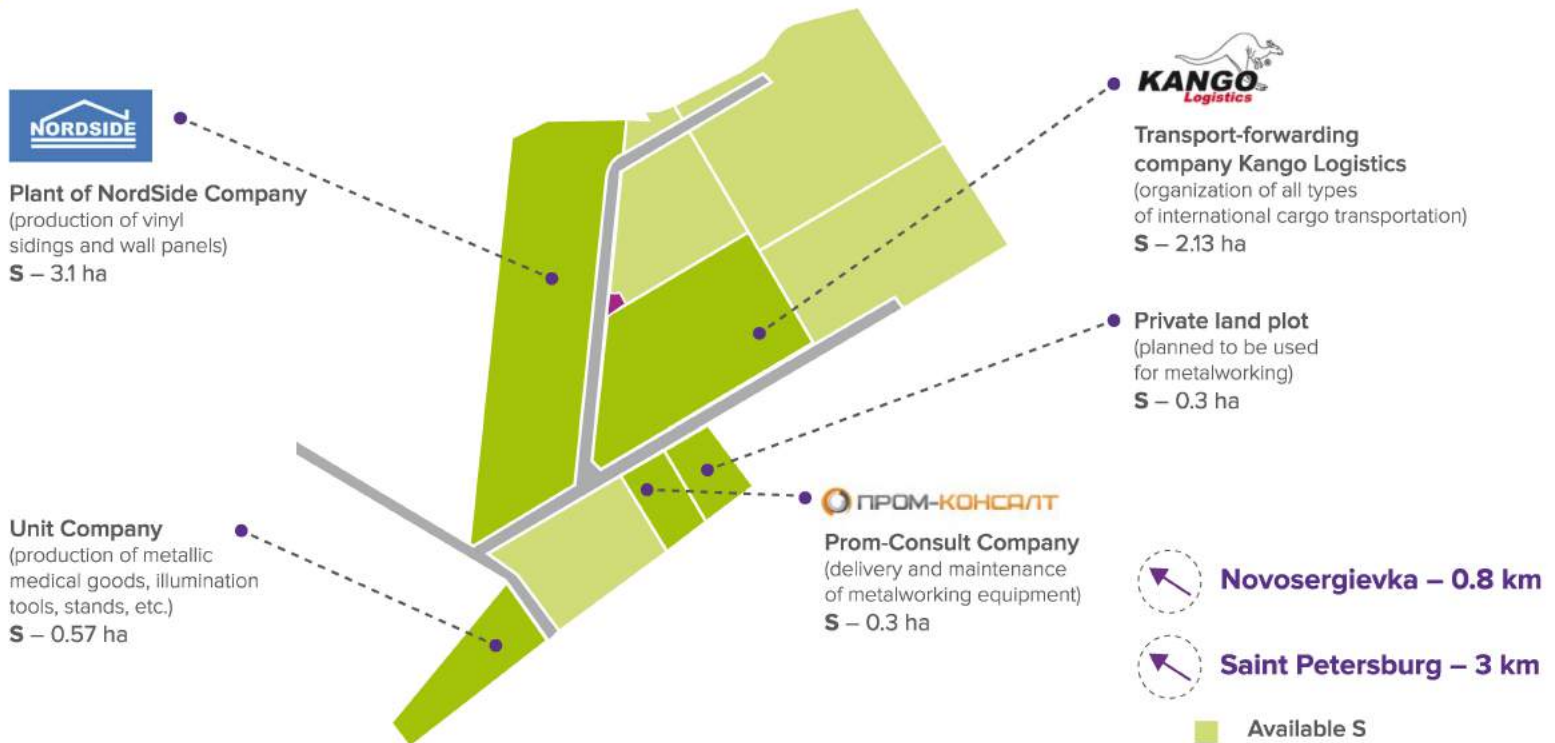 NORDSIDE
Plant of NordSide Company
(production of vinyl
sidings and wall panels)
S – 3.1 ha
KANGO
Logistics
Transport-forwarding
company Kango Logistics
(organization of all types
of international cargo transportation)
S – 2.13 ha
Private land plot
(planned to be used
for metalworking)
S – 0.3 ha
Unit Company
(production of metallic
medical goods, illumination
tools, stands, etc.)
S – 0.57 ha
ПРОМ-КОНСАЛТ
Prom-Consult Company
(delivery and maintenance
of metalworking equipment)
S – 0.3 ha
Novosergievka – 0.8 km
Saint Petersburg – 3 km
Available S